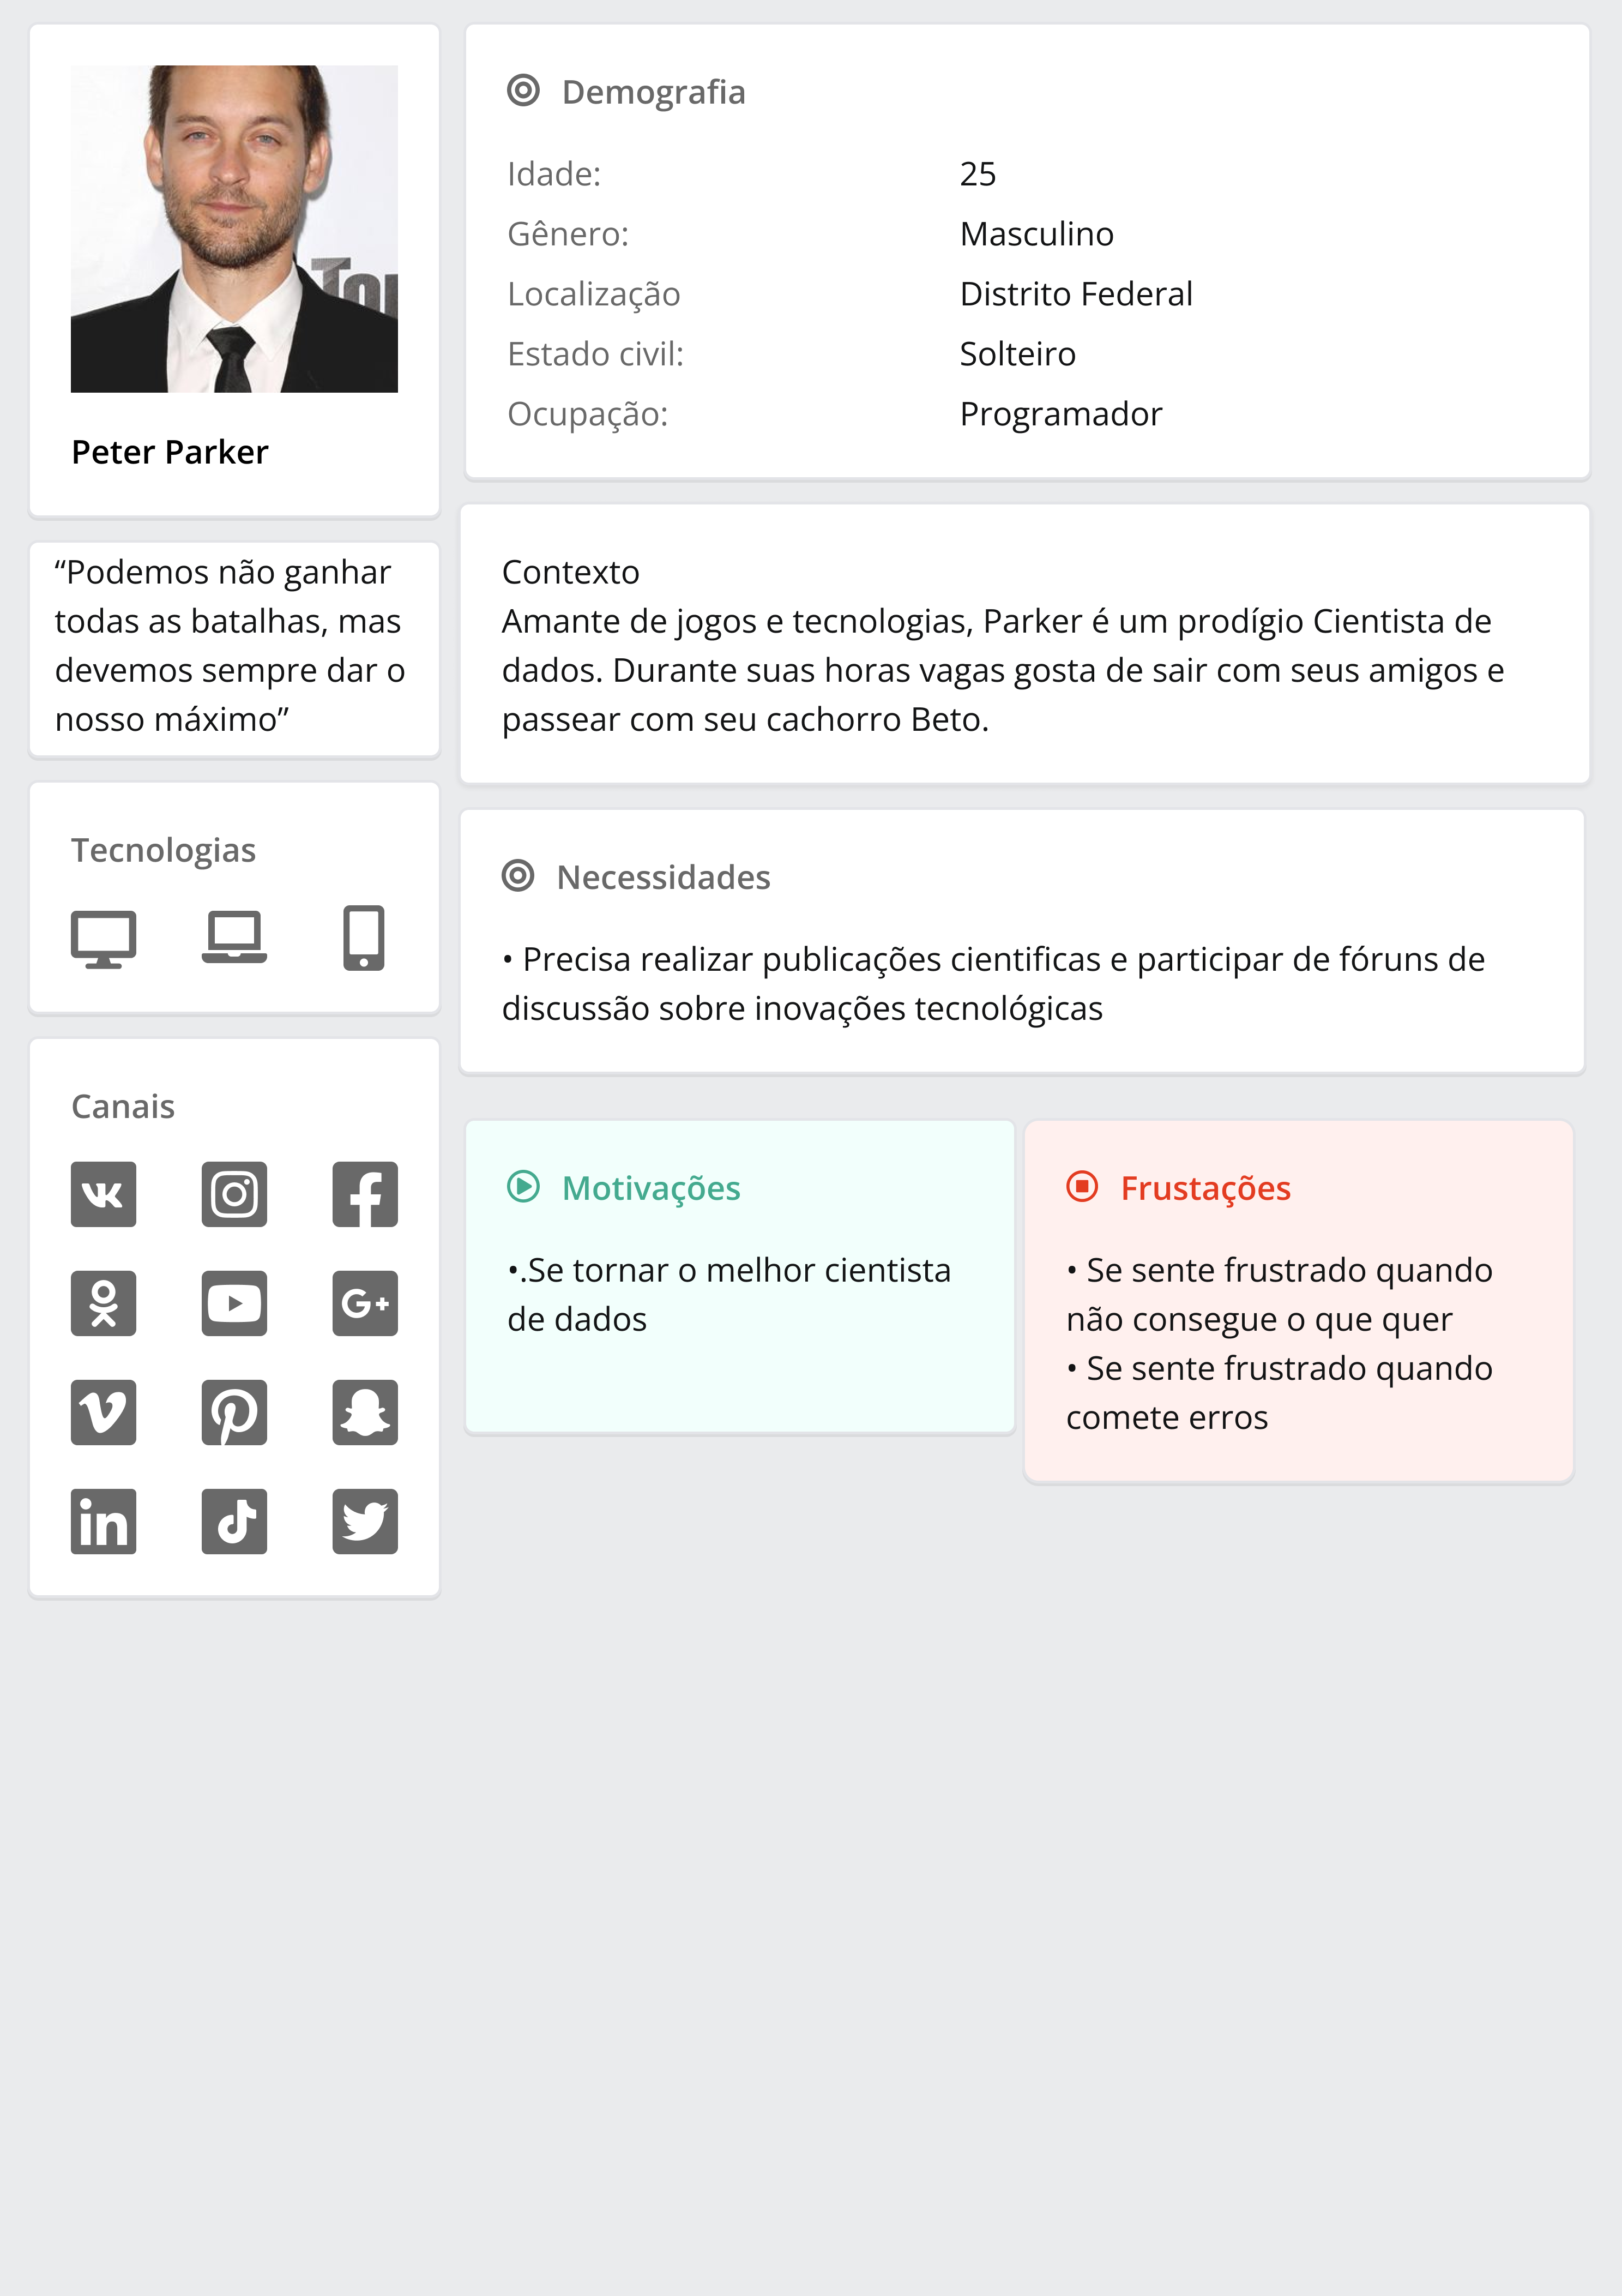 Peter Parker
“Podemos não ganhar
todas as batalhas, mas
devemos sempre dar o
nosso máximo”
Tecnologias
Canais
Demografia
Idade: 25
Gênero: Masculino
Localização Distrito Federal
Estado civil: Solteiro
Ocupação: Programador
Contexto
Amante de jogos e tecnologias, Parker é um prodígio Cientista de
dados. Durante suas horas vagas gosta de sair com seus amigos e
passear com seu cachorro Beto.
Necessidades
• Precisa realizar publicações cientificas e participar de fóruns de
discussão sobre inovações tecnológicas
Motivações
•.Se tornar o melhor cientista
de dados
Frustações
• Se sente frustrado quando
não consegue o que quer
• Se sente frustrado quando
comete erros